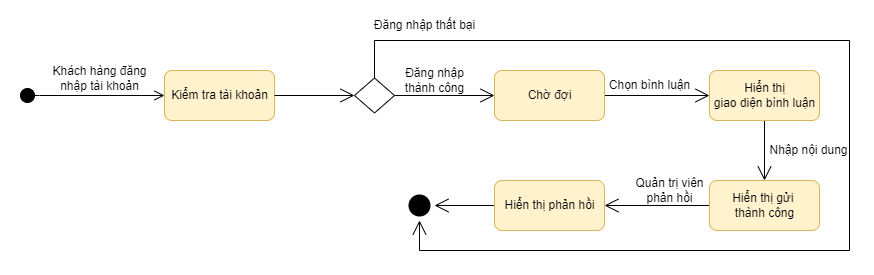 Đăng nhập thất bại
Khách hàng đăng
nhập tài khoản
Kiểm tra tài khoản
Đăng nhập
thành công
Chờ đợi
Chọn bình luận
Hiển thị
giao diện bình luận
Nhập nội dung
Hiển thị gửi
thành công
Quản trị viên
phản hồi
Hiển thị phản hồi